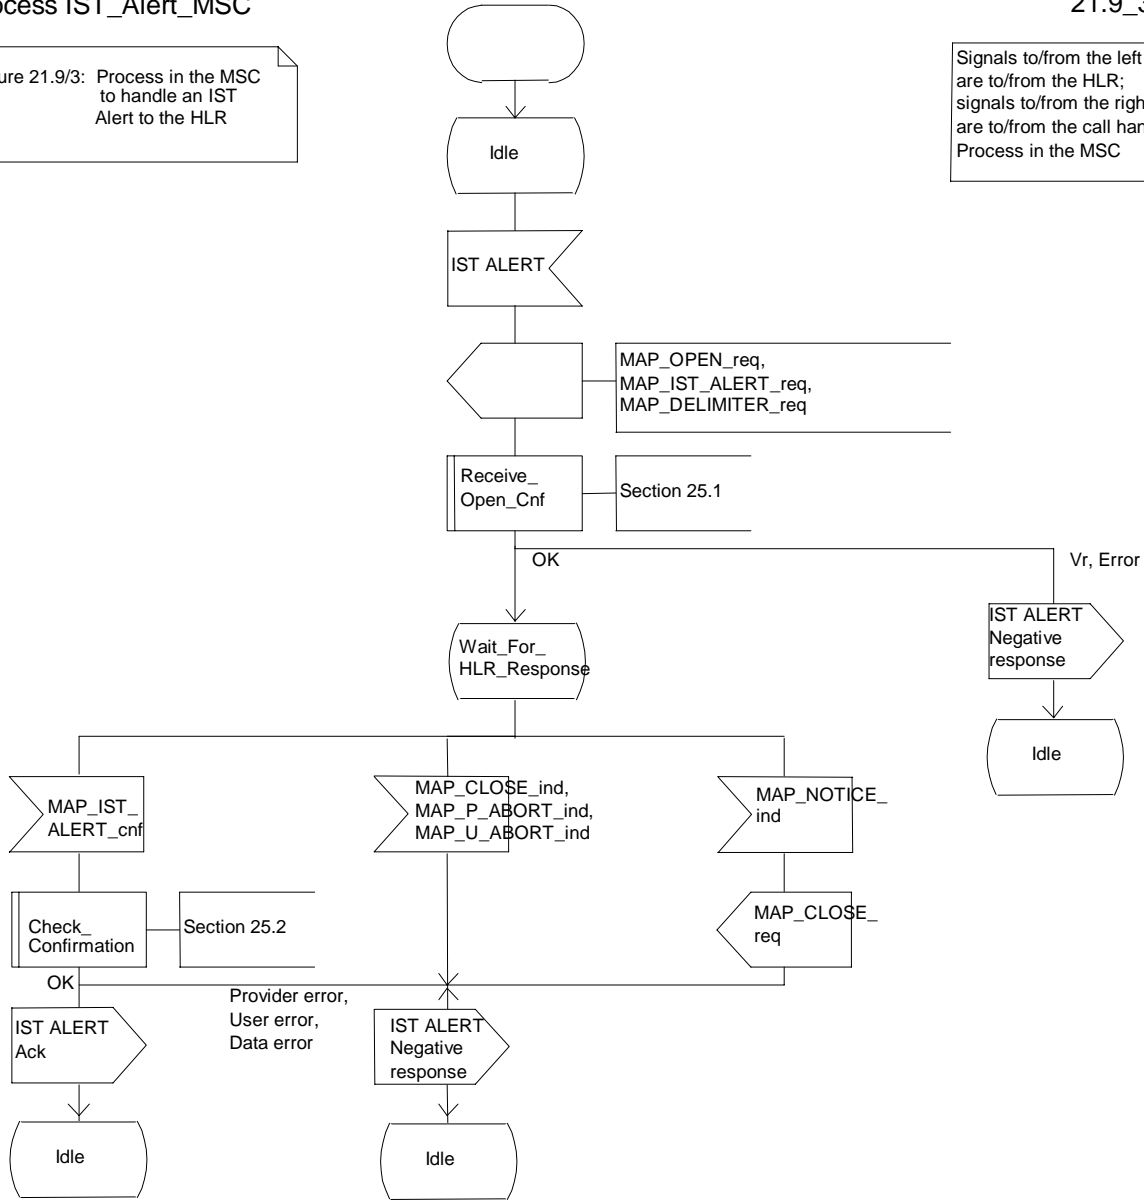 ocess IST_Alert_MSC
21.9_3
ure 21.9/3: Process in the MSC
to handle an IST
Alert to the HLR
Signals to/from the left
are to/from the HLR;
signals to/from the righ
are to/from the call han
Process in the MSC
Idle
IST ALERT
MAP_OPEN_req,
MAP_IST_ALERT_req,
MAP_DELIMITER_req
Receive_
Open_Cnf
Section 25.1
OK
Vr, Error
IST ALERT
Negative
response
Idle
Wait_For_
HLR_Response
MAP_IST_
ALERT_cnf
MAP_CLOSE_ind,
MAP_P_ABORT_ind,
MAP_U_ABORT_ind
MAP_NOTICE_
ind
Check_
Confirmation
Section 25.2
MAP_CLOSE_
req
OK
Provider error,
User error,
Data error
IST ALERT
Ack
IST ALERT
Negative
response
Idle
Idle